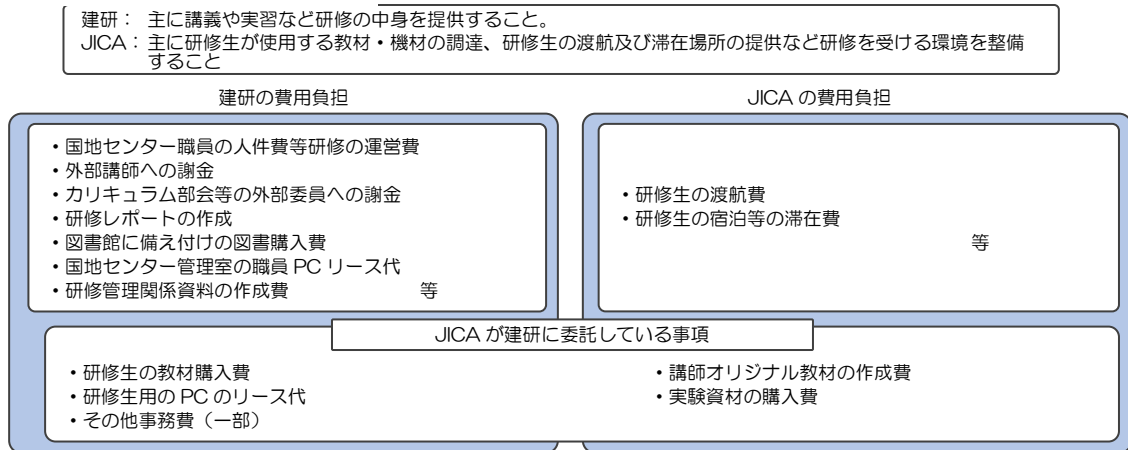 建研： 主に講義や実習など研修の中身を提供すること。
JICA：主に研修生が使用する教材・機材の調達、研修生の渡航及び滞在場所の提供など研修を受ける環境を整備
すること
建研の費用負担
・国地センター職員の人件費等研修の運営費
・外部講師への謝金
・カリキュラム部会等の外部委員への謝金
・研修レポートの作成
・図書館に備え付けの図書購入費
・国地センター管理室の職員 PC リース代
・研修管理関係資料の作成費 等
JICA の費用負担
・研修生の渡航費
・研修生の宿泊等の滞在費
等
JICA が建研に委託している事項
・研修生の教材購入費
・研修生用の PC のリース代
・その他事務費（一部）
・講師オリジナル教材の作成費
・実験資材の購入費